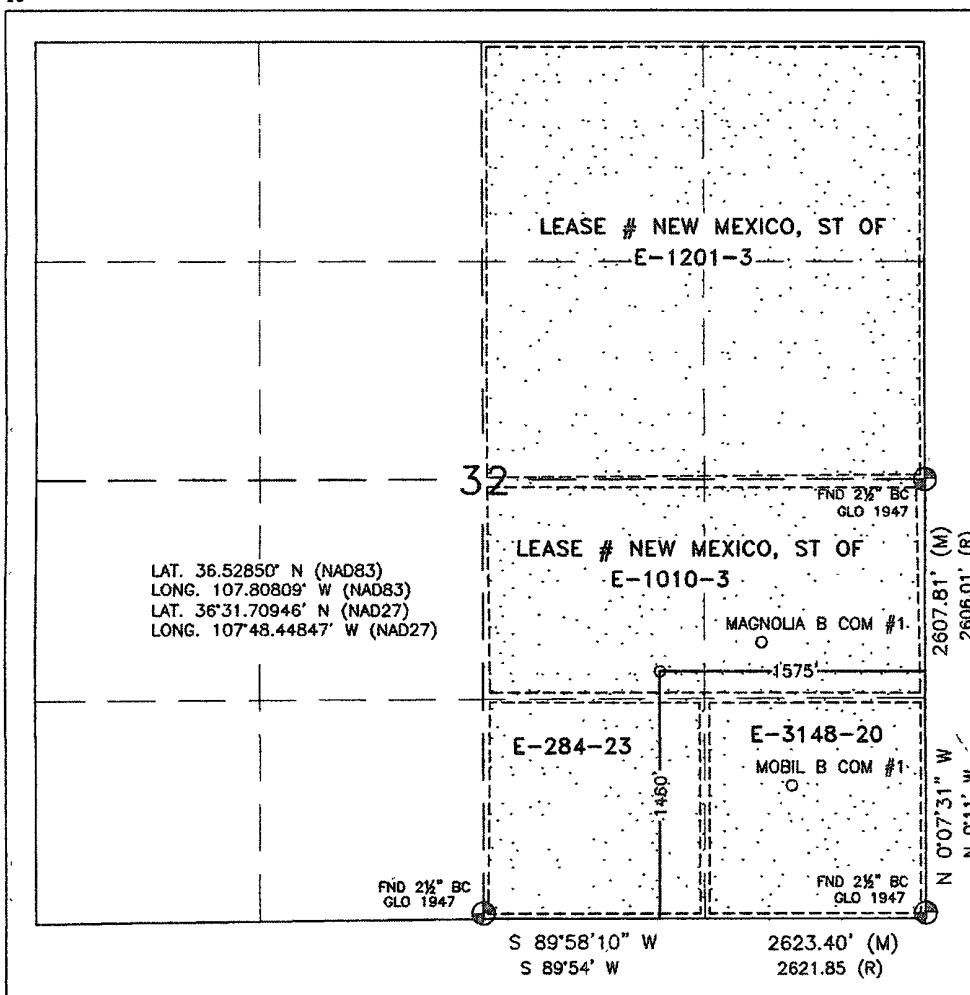 LEASE # NEW MEXICO, ST OF
E-1201-3
32
FND 2½" BC
GLO 1947
LEASE # NEW MEXICO, ST OF
E-1010-3
LAT. 36.52850° N (NAD83)
LONG. 107.80809° W (NAD83)
LAT. 36°31.70946' N (NAD27)
LONG. 107°48.44847' W (NAD27)
MAGNOLIA B COM #1
1575'
2607.81' (M)
2606.01' (R)
E-284-23
E-3148-20
MOBIL B COM #1
1460'
N 0°07'31" W
N 0°11' W
FND 2½" BC
GLO 1947
FND 2½" BC
GLO 1947
S 89°58'10" W
2623.40' (M)
S 89°54' W
2621.85 (R)